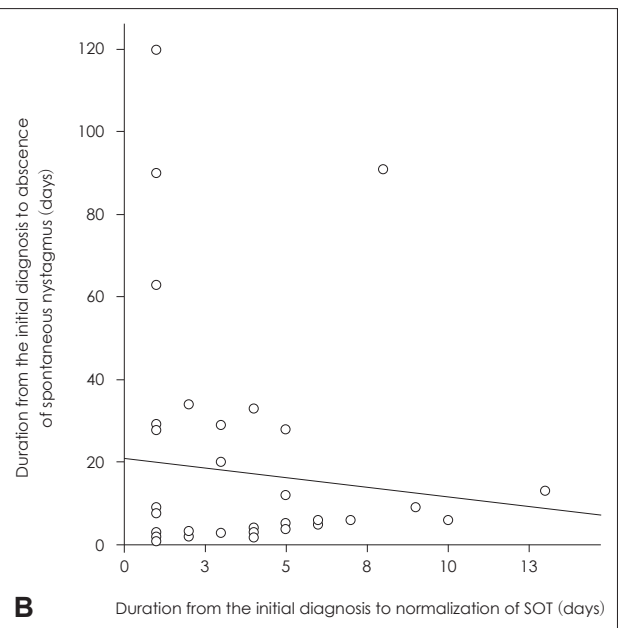 Duration from the initial diagnosis to abscence
of spontaneous nystagmus (days)
120
100
80
60
40
20
0
0 3 5 8 10 13
B
Duration from the initial diagnosis to normalization of SOT (days)